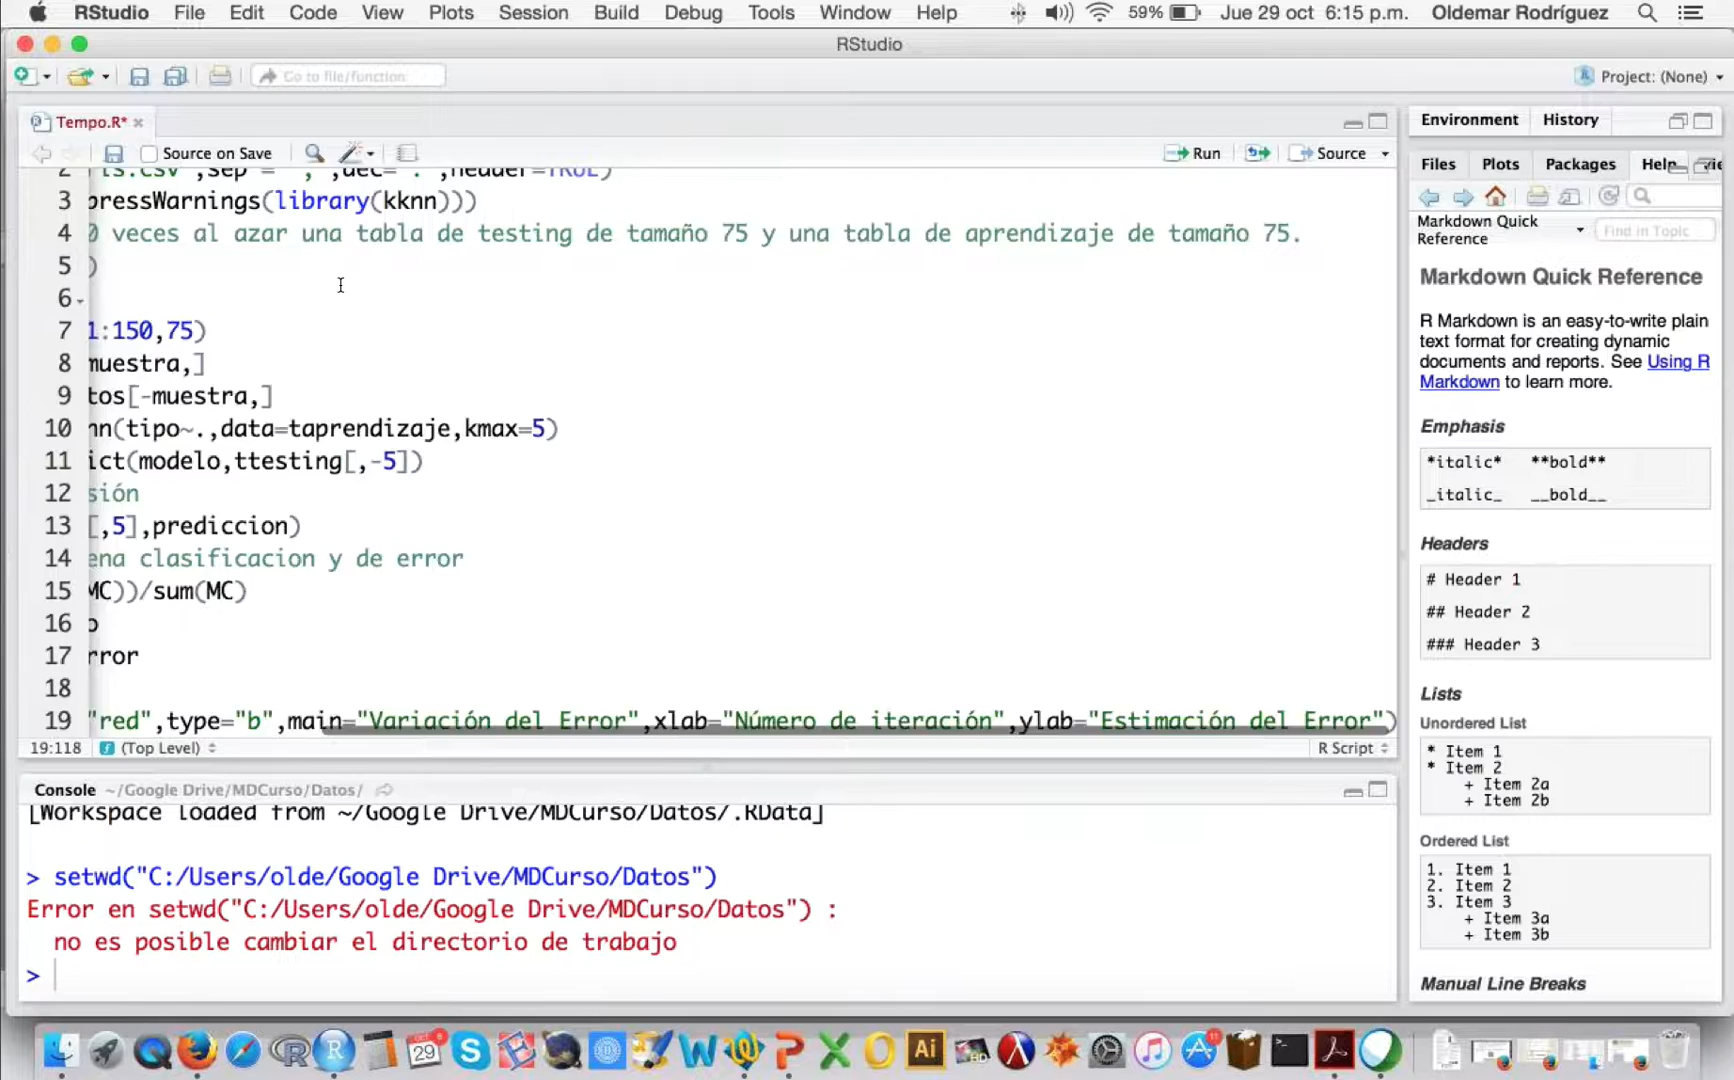 RStudio File Edit Code View Plots Session Build Debug Tools Window Help 59% Jue 29 oct 6:15 p.m. Oldemar Rodríguez
RStudio
Go to file/function Project: (None)
Tempo.R*
Source on Save Run Source
3 pressWarnings(library(kknn)))
4 0 veces al azar una tabla de testing de tamaño 75 y una tabla de aprendizaje de tamaño 75.
5 )
6
7 1:150,75)
8 muestra,]
9 tos[-muestra,]
10 nn(tipo~.,data=taprendizaje,kmax=5)
11 ict(modelo,ttesting[,-5])
12 sión
13 [,5],prediccion)
14 ena clasificacion y de error
15 MC))/sum(MC)
16 o
17 rror
18
19 "red",type="b",main="Variación del Error",xlab="Número de iteración",ylab="Estimación del Error")
19:118 (Top Level) R Script
Console ~/Google Drive/MDCurso/Datos/
[Workspace loaded from ~/Google Drive/MDCurso/Datos/.RData]
> setwd("C:/Users/olde/Google Drive/MDCurso/Datos")
Error en setwd("C:/Users/olde/Google Drive/MDCurso/Datos") :
no es posible cambiar el directorio de trabajo
>
Environment History
Files Plots Packages Help
Markdown Quick
Reference
Find in Topic
Markdown Quick Reference
R Markdown is an easy-to-write plain
text format for creating dynamic
documents and reports. See Using R
Markdown to learn more.
Emphasis
*italic* **bold**
_italic_ __bold__
Headers
# Header 1
## Header 2
### Header 3
Lists
Unordered List
* Item 1
* Item 2
+ Item 2a
+ Item 2b
Ordered List
1. Item 1
2. Item 2
3. Item 3
+ Item 3a
+ Item 3b
Manual Line Breaks